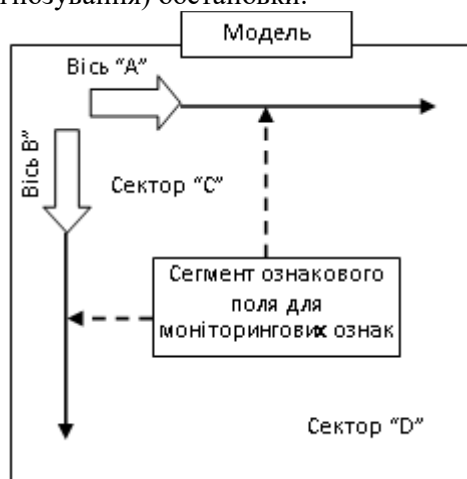 гнозування) обстановки.
Модель
Вісь "А"
Вісь В"
Сектор "С"
Сегмент ознакового
поля для
моніторингових ознак
Сектор "D"